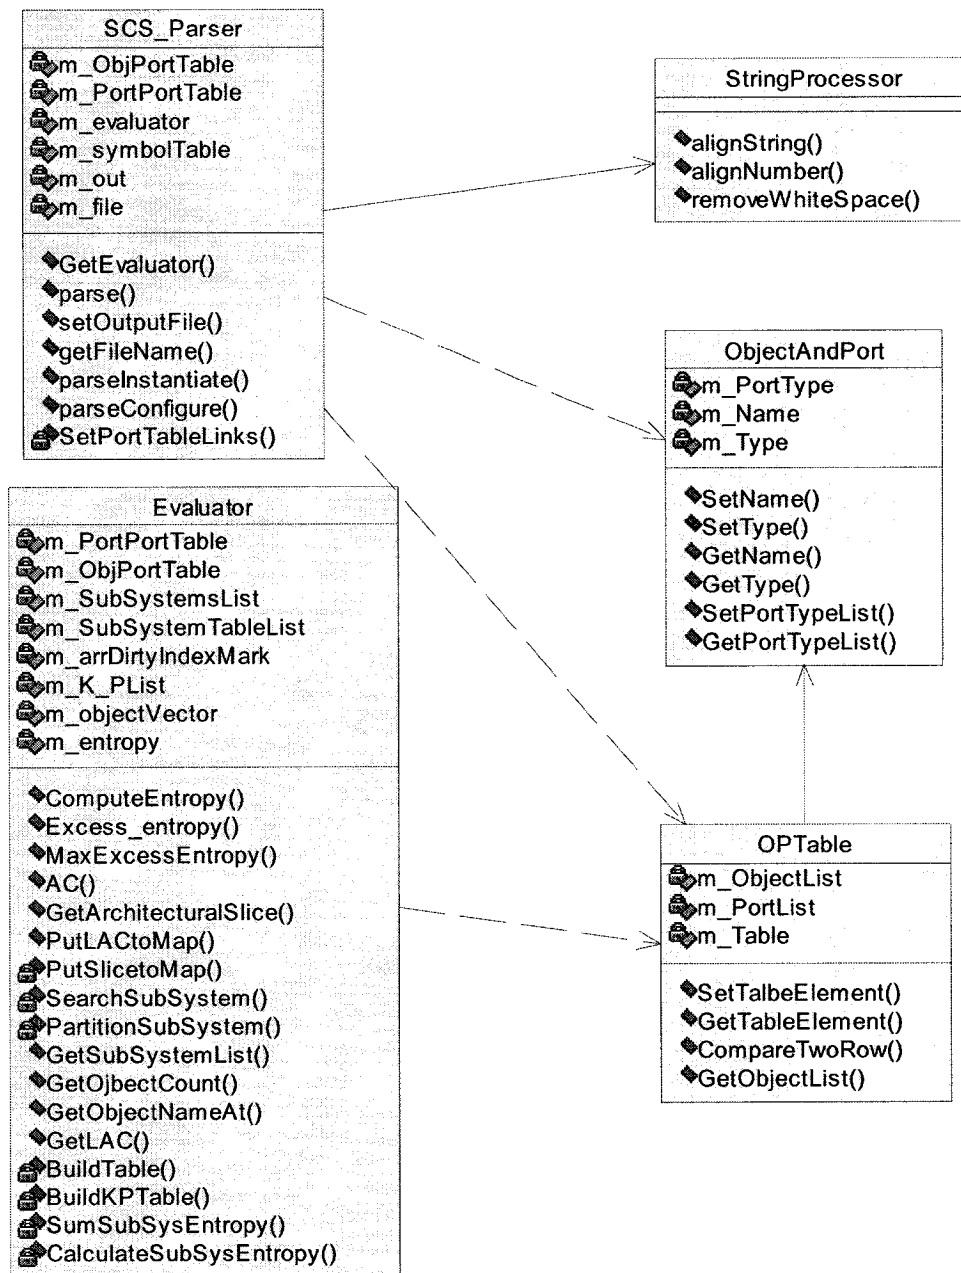 SCS_Parser
m_ObjPortTable
m_PortPortTable
m_evaluator
m_symbolTable
m_out
m_file
GetEvaluator()
parse()
setOutputFile()
getFileName()
parseInstantiate()
parseConfigure()
SetPortTableLinks()
StringProcessor
alignString()
alignNumber()
removeWhiteSpace()
ObjectAndPort
m_PortType
m_Name
m_Type
SetName()
SetType()
GetName()
GetType()
SetPortTypeList()
GetPortTypeList()
Evaluator
m_PortPortTable
m_ObjPortTable
m_SubSystemsList
m_SubSystemTableList
m_arrDirtyIndexMark
m_K_PList
m_objectVector
m_entropy
ComputeEntropy()
Excess_entropy()
MaxExcessEntropy()
AC()
GetArchitecturalSlice()
PutLACtoMap()
PutSlicetoMap()
SearchSubSystem()
PartitionSubSystem()
GetSubSystemList()
GetOjbectCount()
GetObjectNameAt()
GetLAC()
BuildTable()
BuildKPTable()
SumSubSysEntropy()
CalculateSubSysEntropy()
OPTable
m_ObjectList
m_PortList
m_Table
SetTalbeElement()
GetTableElement()
CompareTwoRow()
GetObjectList()